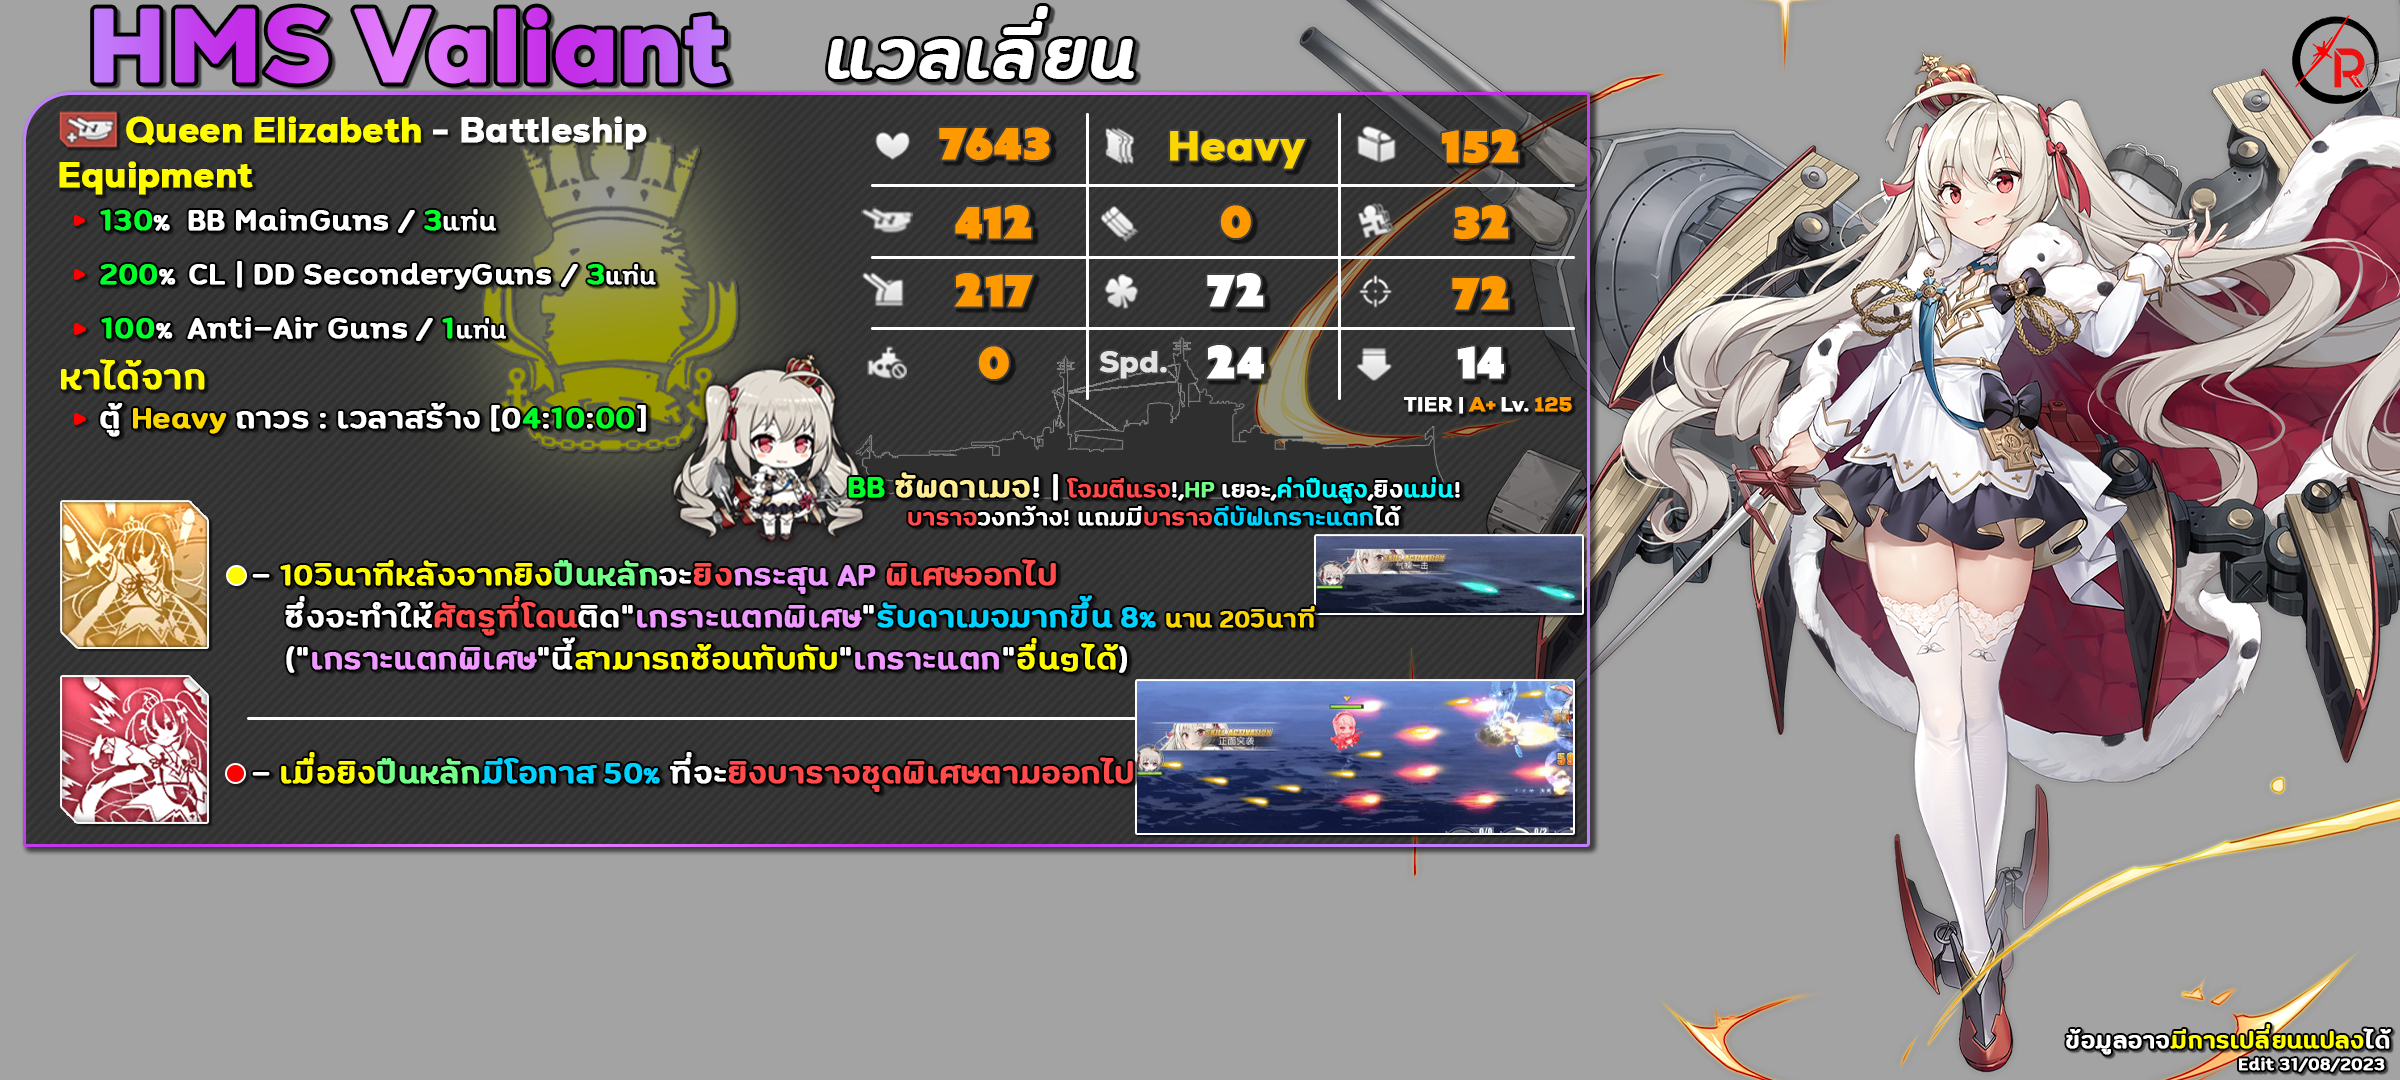 HMS Valiant แวลเลี่ยน
Queen Elizabeth - Battleship
Equipment
130% BB MainGuns / 3แท่น
200% CL | DD SeconderyGuns / 3แท่น
100% Anti-Air Guns / 1แท่น
หาได้จาก
ตู้ Heavy ถาวร : เวลาสร้าง [04:10:00]
7643 Heavy 152
412 0 32
217 72 72
0 Spd. 24 14
TIER | A+ Lv. 125
BB ซัพดาเมจ! | โจมตีแรง!,HP เยอะ,ค่าปืนสูง,ยิงแม่น!
บาราจวงกว้าง! แถมมีบาราจดีบัฟเกราะแตกได้
– 10วินาทีหลังจากยิงปืนหลักจะยิงกระสุน AP พิเศษออกไป
ซึ่งจะทำให้ศัตรูที่โดนติด"เกราะแตกพิเศษ"รับดาเมจมากขึ้น 8% นาน 20วินาที
("เกราะแตกพิเศษ"นี้สามารถซ้อนทับกับ"เกราะแตก"อื่นๆได้)
SKILL ACTIVATION
– เมื่อยิงปืนหลักมีโอกาส 50% ที่จะยิงบาราจชุดพิเศษตามออกไป
SKILL ACTIVATION
正面突袭
R
ข้อมูลอาจมีการเปลี่ยนแปลงได้
Edit 31/08/2023